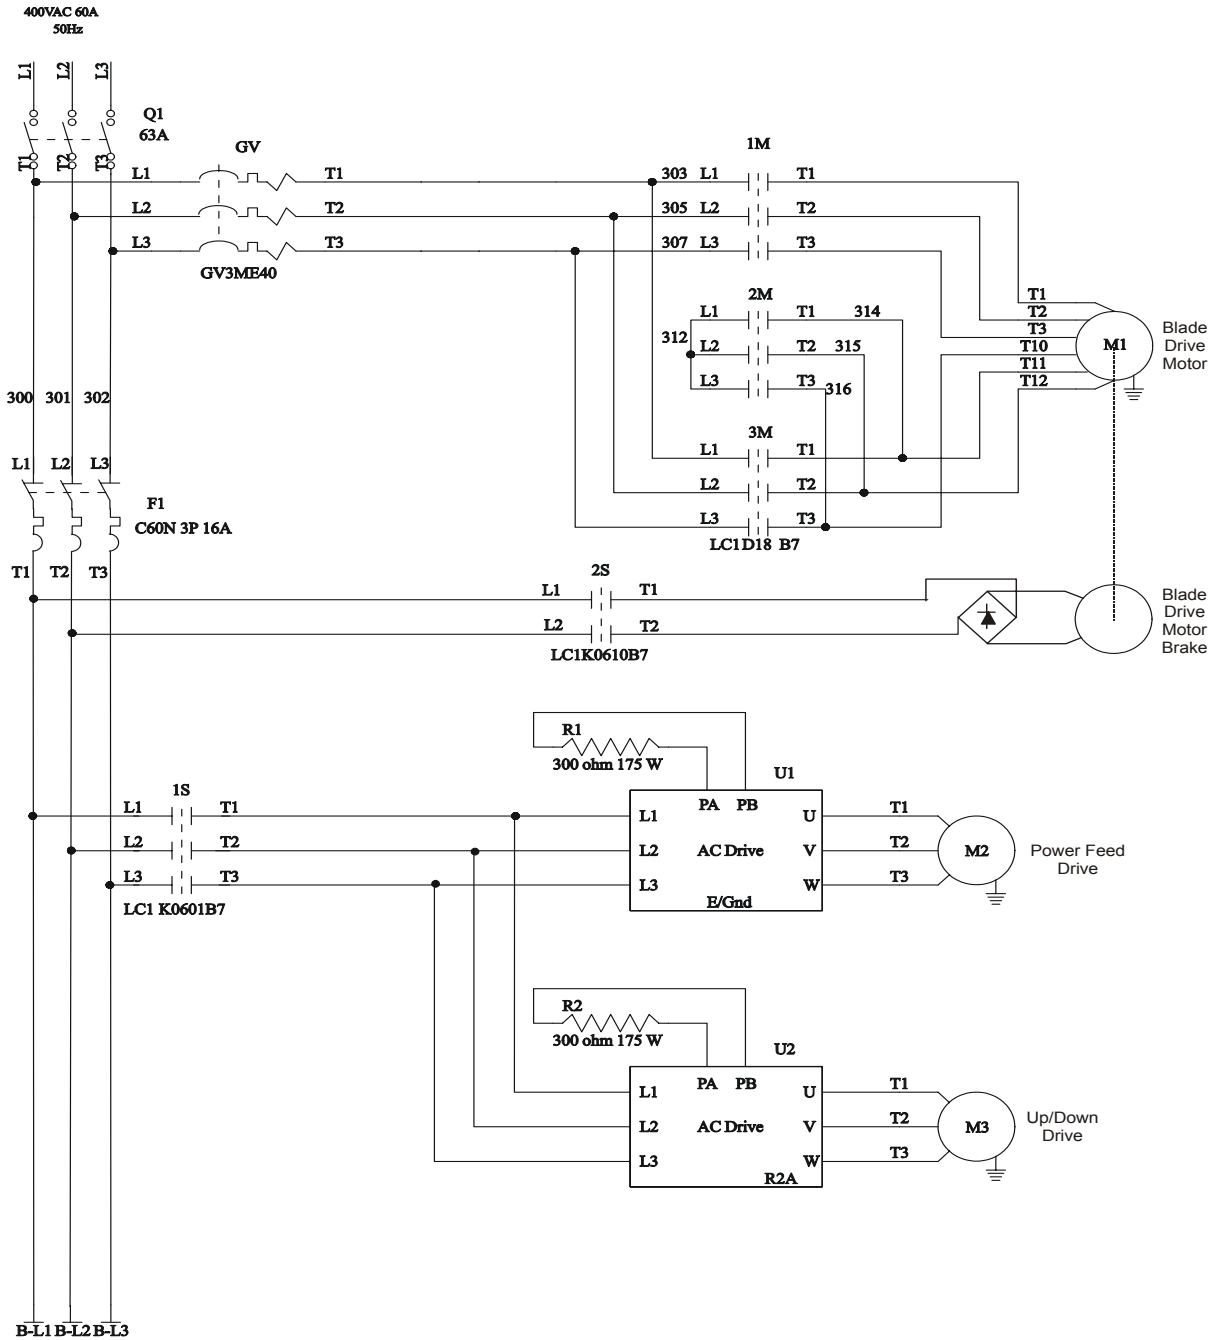 400VAC 60A
50Hz
L1 L2 L3
Q1
63A
T1 T2 T3
GV
1M
L1 T1 303 L1 T1
L2 T2 305 L2 T2
L3 T3 307 L3 T3
GV3ME40
2M
L1 T1 314
312 L2 T2 315
L3 T3 316
T1
T2
T3
T10
T11
T12
M1
Blade
Drive
Motor
300 301 302
3M
L1 T1
L2 T2
L3 T3
LC1D18 B7
L1 L2 L3
F1
C60N 3P 16A
T1 T2 T3
2S
L1 T1
L2 T2
LC1K0610B7
Blade
Drive
Motor
Brake
R1
300 ohm 175 W
U1
1S
L1 T1
L2 T2
L3 T3
LC1 K0601B7
PA PB
L1 U T1
L2 AC Drive V T2
L3 W T3
E/Gnd
M2
Power Feed
Drive
R2
300 ohm 175 W
U2
PA PB
L1 U T1
L2 AC Drive V T2
L3 W T3
R2A
M3
Up/Down
Drive
B-L1 B-L2 B-L3